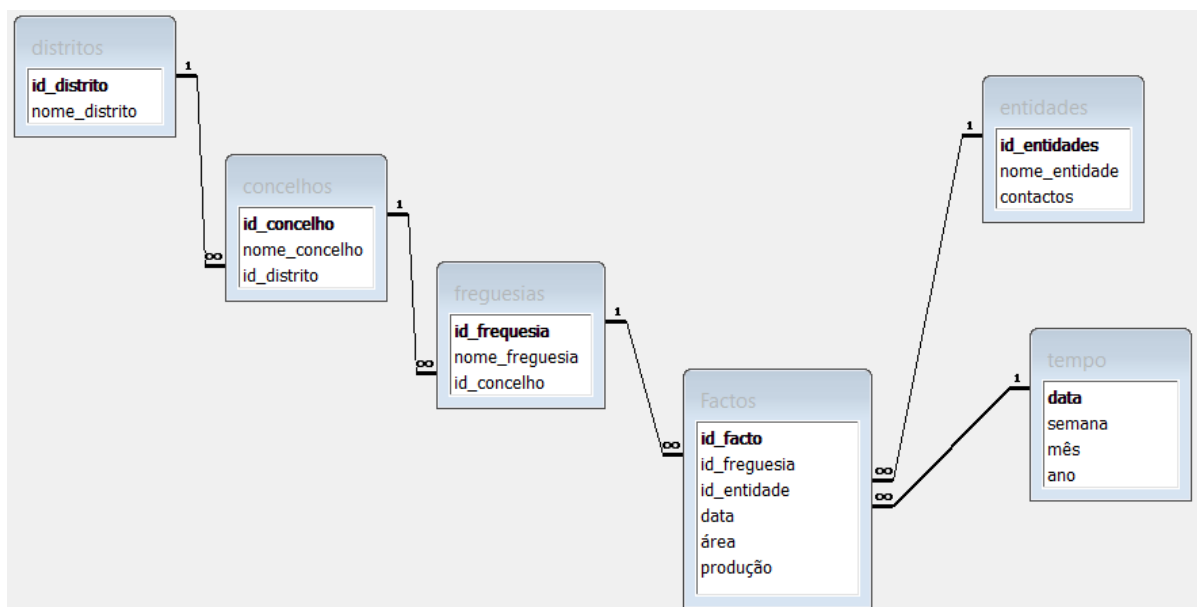 distritos
id_distrito
nome_distrito
1
∞
concelhos
id_concelho
nome_concelho
id_distrito
1
∞
freguesias
id_frequesia
nome_freguesia
id_concelho
1
∞
Factos
id_facto
id_freguesia
id_entidade
data
área
produção
∞
∞
entidades
1
id_entidades
nome_entidade
contactos
tempo
1
data
semana
mês
ano